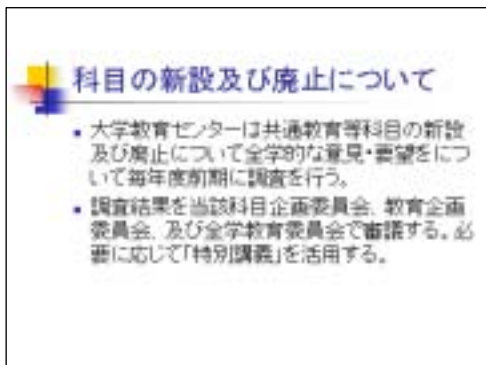 科目の新設及び廃止について
大学教育センターは共通教育等科目の新設
及び廃止について全学的な意見・要望をにつ
いて毎年度前期に調査を行う。
調査結果を当該科目企画委員会、教育企画
委員会、及び全学教育委員会で審議する。必
要に応じて「特別講義」を活用する。